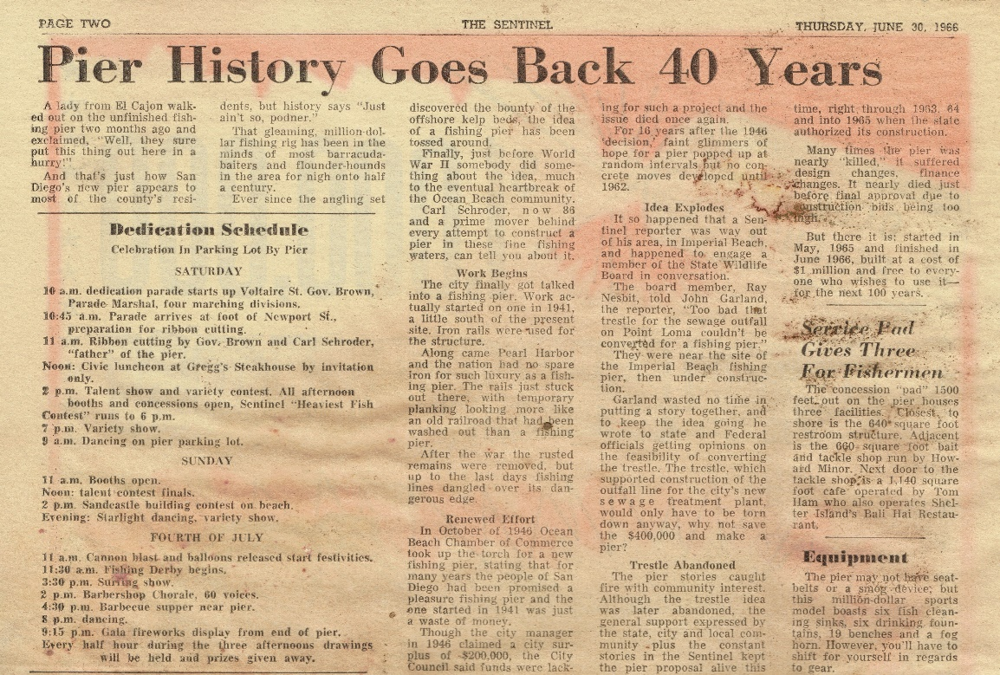 PAGE TWO
THE SENTINEL
THURSDAY, JUNE 30, 1966
Pier History Goes Back 40 Years
A lady from El Cajon walk-
ed out on the unfinished fish-
ing pier two months ago and
exclaimed, "Well, they sure
put this thing out here in a
hurry!"
And that's just how San
Diego's new pier appears to
most of the county's resi-
dents, but history says "Just
ain't so, podner."
That gleaming, million-dol-
lar fishing rig has been in the
minds of most barracuda-
baiters and flounder-hounds
in the area for nigh onto half
a century.
Ever since the angling set
discovered the bounty of the
offshore kelp beds, the idea
of a fishing pier has been
tossed around.
Finally, just before World
War II somebody did some-
thing about the idea, much
to the eventual heartbreak of
the Ocean Beach community.
Carl Schroder, now 86
and a prime mover behind
every attempt to construct a
pier in these fine fishing
waters, can tell you about it.
Work Begins
The city finally got talked
into a fishing pier. Work ac-
tually started on one in 1941,
a little south of the present
site. Iron rails were used for
the structure.
Along came Pearl Harbor
and the nation had no spare
iron for such luxury as a fish-
ing pier. The rails just stuck
out there, with temporary
planking looking more like
an old railroad that had been
washed out than a fishing
pier.
After the war the rusted
remains were removed, but
up to the last days fishing
lines dangled over its dan-
gerous edge.
Renewed Effort
In October of 1946 Ocean
Beach Chamber of Commerce
took up the torch for a new
fishing pier, stating that for
many years the people of San
Diego had been promised a
pleasure fishing pier and the
one started in 1941 was just
a waste of money.
Though the city manager
in 1946 claimed a city sur-
plus of $200,000, the City
Council said funds were lack-
ing for such a project and the
issue died once again.
For 16 years after the 1946
'decision,' faint glimmers of
hope for a pier popped up at
random intervals but no con-
crete moves developed until
1962.
Idea Explodes
It so happened that a Sen-
tinel reporter was way out
of his area, in Imperial Beach,
and happened to engage a
member of the State Wildlife
Board in conversation.
The board member, Ray
Nesbit, told John Garland,
the reporter, "Too bad that
trestle for the sewage outfall
on Point Loma couldn't be
converted for a fishing pier."
They were near the site of
the Imperial Beach fishing
pier, then under construc-
tion.
Garland wasted no time in
putting a story together, and
to keep the idea going he
wrote to state and Federal
officials getting opinions on
the feasibility of converting
the trestle. The trestle, which
supported construction of the
outfall line for the city's new
sewage treatment plant,
would only have to be torn
down anyway, why not save
the $400,000 and make a
pier?
Trestle Abandoned
The pier stories caught
fire with community interest.
Although the trestle idea
was later abandoned, the
general support expressed by
the state, city and local com-
munity plus the constant
stories in the Sentinel kept
the pier proposal alive this
time, right through 1963, 64
and into 1965 when the state
authorized its construction.
Many times the pier was
nearly "killed," it suffered
design changes, finance
changes. It nearly died just
before final approval due to
construction bids being too
high.
But there it is: started in
May, 1965 and finished in
June 1966, built at a cost of
$1 million and free to every-
one who wishes to use it—
for the next 100 years.
Dedication Schedule
Celebration In Parking Lot By Pier
SATURDAY
10 a.m. dedication parade starts up Voltaire St. Gov. Brown,
Parade Marshal, four marching divisions.
10:45 a.m. Parade arrives at foot of Newport St.,
preparation for ribbon cutting.
11 a.m. Ribbon cutting by Gov. Brown and Carl Schroder,
"father" of the pier.
Noon: Civic luncheon at Gregg's Steakhouse by invitation
only.
2 p.m. Talent show and variety contest. All afternoon
booths and concessions open, Sentinel "Heaviest Fish
Contest" runs to 6 p.m.
7 p.m. Variety show.
9 a.m. Dancing on pier parking lot.
SUNDAY
11 a.m. Booths open.
Noon: talent contest finals.
2 p.m. Sandcastle building contest on beach.
Evening: Starlight dancing, variety show.
FOURTH OF JULY
11 a.m. Cannon blast and balloons released start festivities.
11:30 a.m. Fishing Derby begins.
3:30 p.m. Surfing show.
2 p.m. Barbershop Chorale, 60 voices.
4:30 p.m. Barbecue supper near pier.
8 p.m. dancing.
9:15 p.m. Gala fireworks display from end of pier.
Every half hour during the three afternoons drawings
will be held and prizes given away.
Service Pad
Gives Three
For Fishermen
The concession "pad" 1500
feet out on the pier houses
three facilities. Closest to
shore is the 640 square foot
restroom structure. Adjacent
is the 660 square foot bait
and tackle shop run by How-
ard Minor. Next door to the
tackle shop is a 1,140 square
foot cafe operated by Tom
Ham who also operates Shel-
ter Island's Bali Hai Restau-
rant.
Equipment
The pier may not have seat-
belts or a smog device; but
this million-dollar sports
model boasts six fish clean-
ing sinks, six drinking foun-
tains, 19 benches and a fog
horn. However, you'll have to
shift for yourself in regards
to gear.